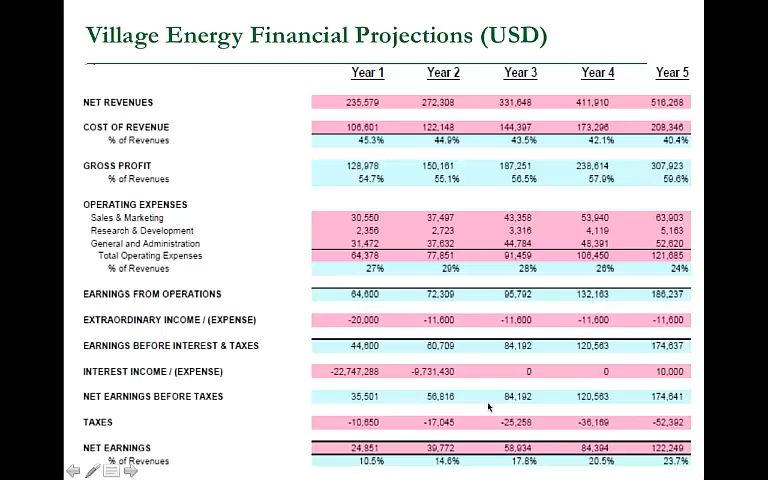 Village Energy Financial Projections (USD)
Year 1 Year 2 Year 3 Year 4 Year 5
NET REVENUES 235,579 272,308 331,648 411,910 516,268
COST OF REVENUE 106,601 122,148 144,397 173,296 208,346
% of Revenues 45.3% 44.9% 43.5% 42.1% 40.4%
GROSS PROFIT 128,978 150,161 187,251 238,614 307,923
% of Revenues 54.7% 55.1% 56.5% 57.9% 59.6%
OPERATING EXPENSES
Sales & Marketing 30,550 37,497 43,358 53,940 63,903
Research & Development 2,356 2,723 3,316 4,119 5,163
General and Administration 31,472 37,632 44,784 48,391 52,620
Total Operating Expenses 64,378 77,851 91,459 106,450 121,685
% of Revenues 27% 29% 28% 26% 24%
EARNINGS FROM OPERATIONS 64,600 72,309 95,792 132,163 186,237
EXTRAORDINARY INCOME / (EXPENSE) -20,000 -11,600 -11,600 -11,600 -11,600
EARNINGS BEFORE INTEREST & TAXES 44,600 60,709 84,192 120,563 174,637
INTEREST INCOME / (EXPENSE) -22,747,288 -9,731,430 0 0 10,000
NET EARNINGS BEFORE TAXES 35,501 56,816 84,192 120,563 174,641
TAXES -10,650 -17,045 -25,258 -36,169 -52,392
NET EARNINGS 24,851 39,772 58,934 84,394 122,249
% of Revenues 10.5% 14.6% 17.8% 20.5% 23.7%